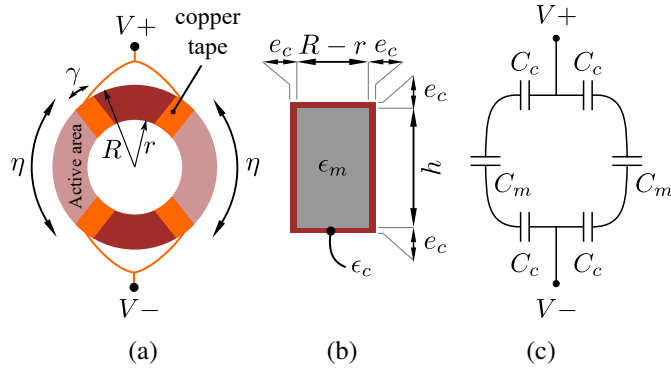 V+
copper
tape
γ
η
Active area
R
r
η
V−
(a)
e_c R − r e_c
e_c
ϵ_m
h
e_c
ϵ_c
(b)
V+
C_c C_c
C_m C_m
C_c C_c
V−
(c)